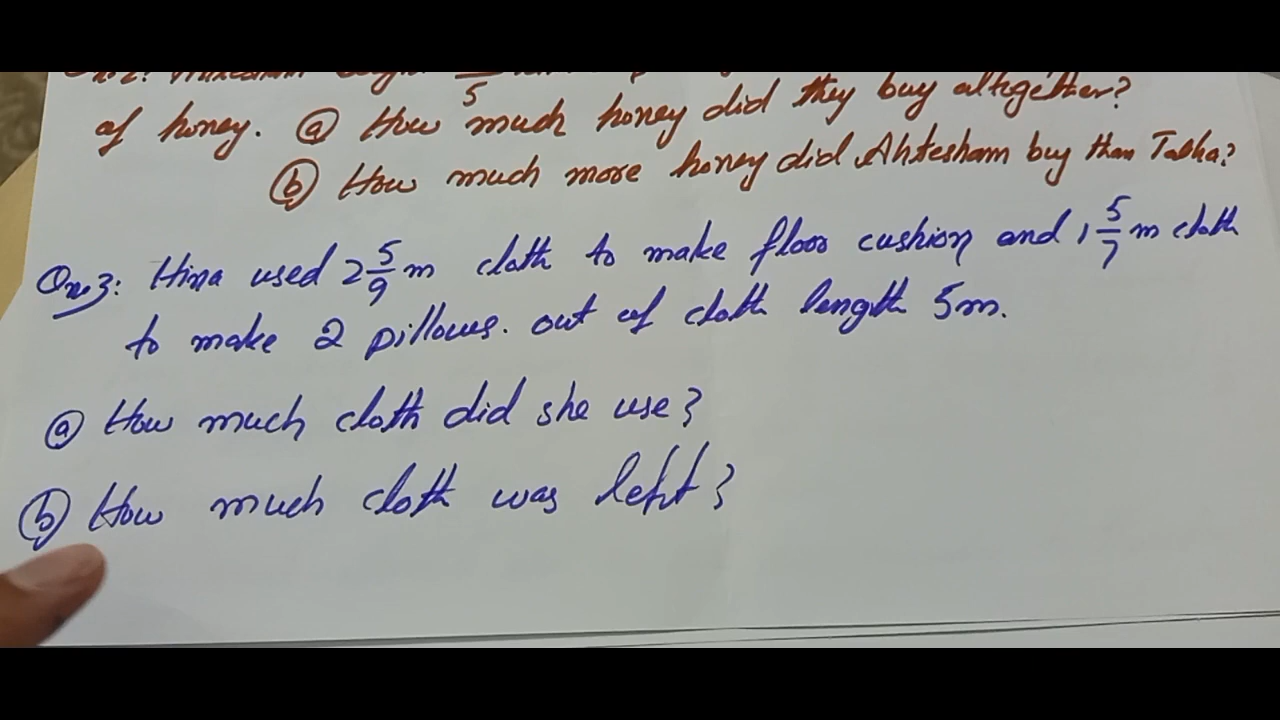 of honey. (a) How much honey did they buy altogether?
(b) How much more honey did Ahtesham buy than Talha?
Qno3: Hina used 2 5/9 m cloth to make floor cushion and 1 5/7 m cloth
to make 2 pillows. out of cloth length 5m.
(a) How much cloth did she use?
(b) How much cloth was left?